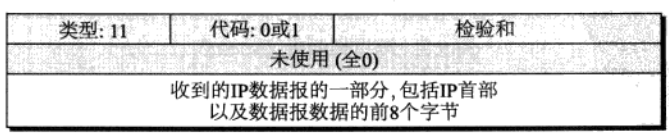 类型: 11 代码: 0或1 检验和
未使用 (全0)
收到的IP数据报的一部分,包括IP首部
以及数据报数据的前8个字节